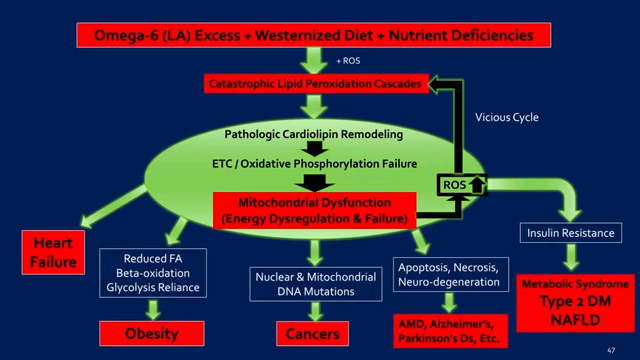 Omega-6 (LA) Excess + Westernized Diet + Nutrient Deficiencies
+ ROS
Catastrophic Lipid Peroxidation Cascades
Vicious Cycle
Pathologic Cardiolipin Remodeling
ETC / Oxidative Phosphorylation Failure
ROS
Mitochondrial Dysfunction
(Energy Dysregulation & Failure)
Heart
Failure
Reduced FA
Beta-oxidation
Glycolysis Reliance
Obesity
Nuclear & Mitochondrial
DNA Mutations
Cancers
Apoptosis, Necrosis,
Neuro-degeneration
AMD, Alzheimer's,
Parkinson's Ds, Etc.
Insulin Resistance
Metabolic Syndrome
Type 2 DM
NAFLD
47